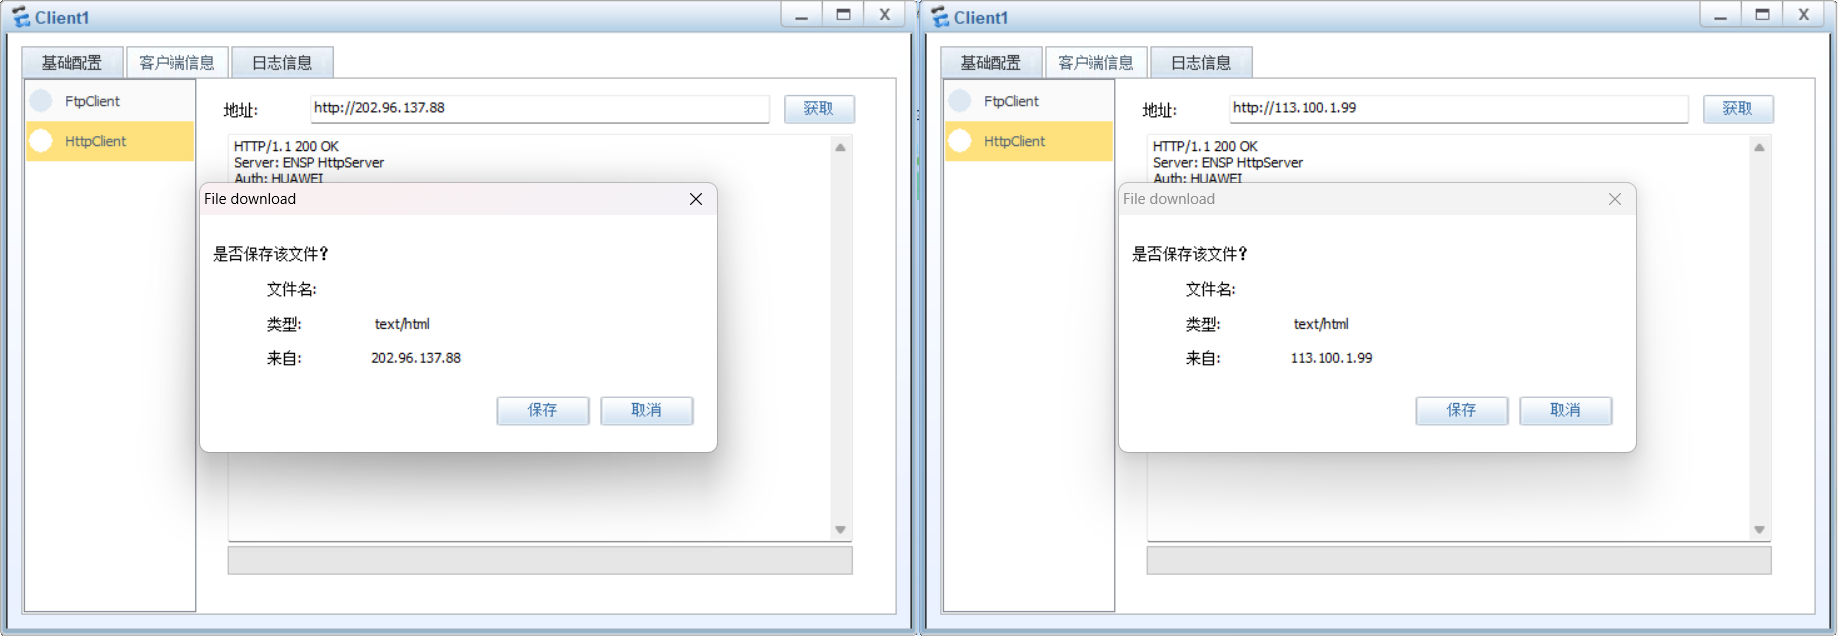 Client1
基础配置 客户端信息 日志信息
FtpClient
HttpClient
地址: http://202.96.137.88 获取
HTTP/1.1 200 OK
Server: ENSP HttpServer
Auth: HUAWEI
File download
是否保存该文件?
文件名:
类型: text/html
来自: 202.96.137.88
保存 取消
Client1
基础配置 客户端信息 日志信息
FtpClient
HttpClient
地址: http://113.100.1.99 获取
HTTP/1.1 200 OK
Server: ENSP HttpServer
Auth: HUAWEI
File download
是否保存该文件?
文件名:
类型: text/html
来自: 113.100.1.99
保存 取消